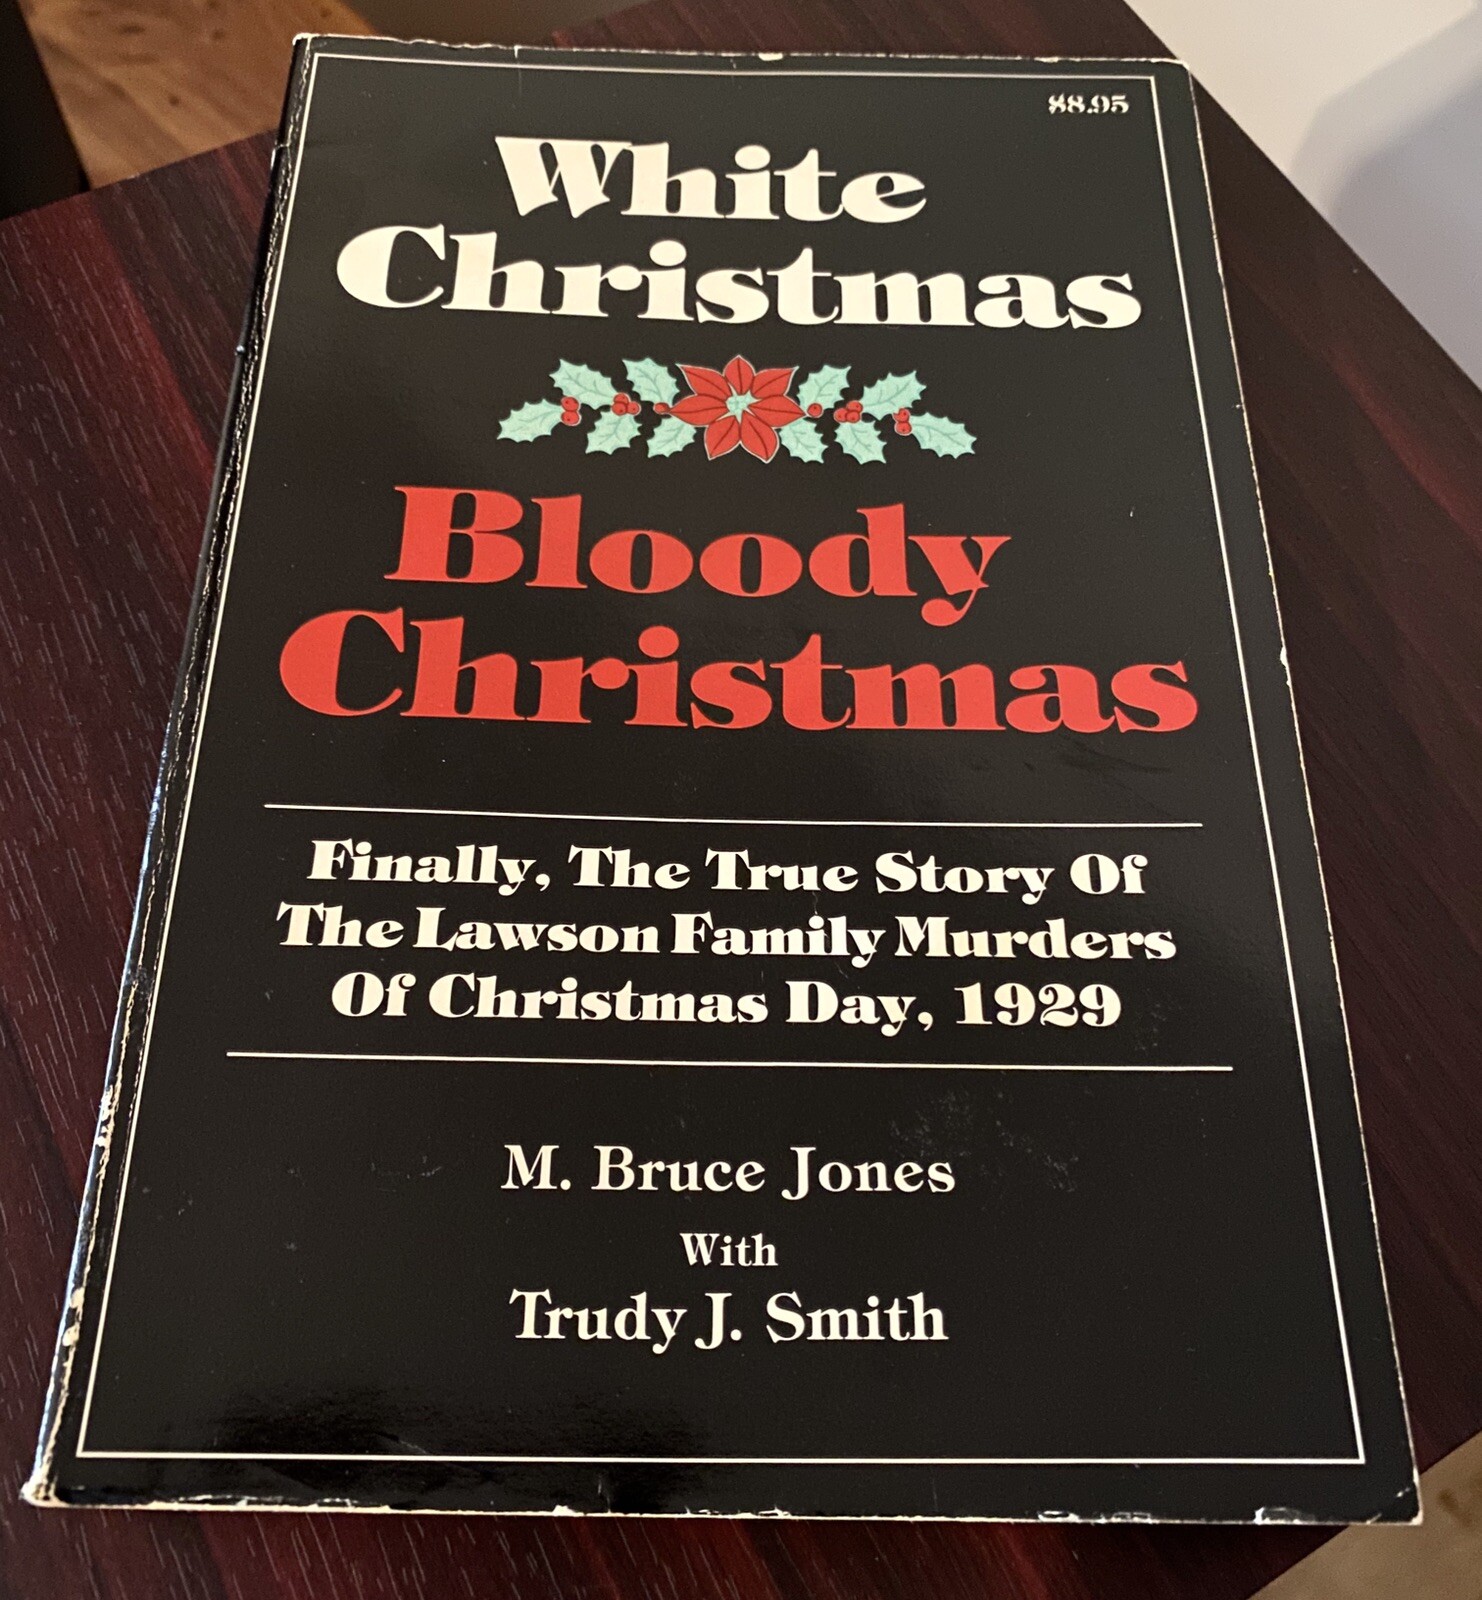 $8.95
White
Christmas
Bloody
Christmas
Finally, The True Story Of
The Lawson Family Murders
Of Christmas Day, 1929
M. Bruce Jones
With
Trudy J. Smith